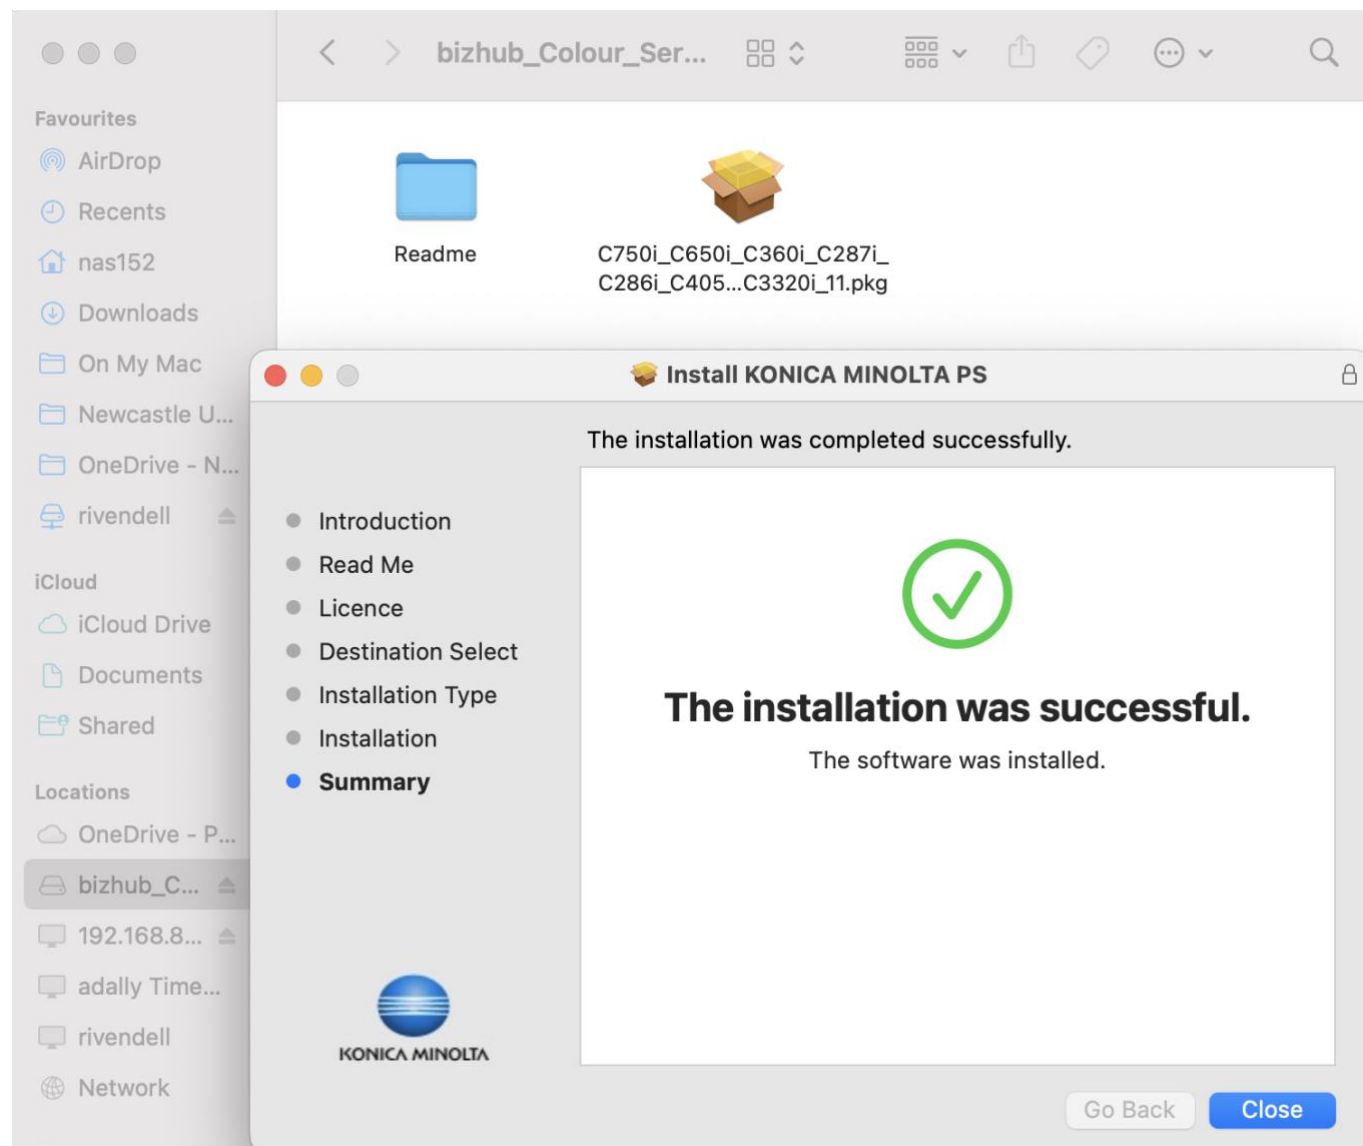 bizhub_Colour_Ser...
Favourites
AirDrop
Recents
nas152
Downloads
On My Mac
Newcastle U...
OneDrive - N...
rivendell
iCloud
iCloud Drive
Documents
Shared
Locations
OneDrive - P...
bizhub_C...
192.168.8...
adally Time...
rivendell
Network
Readme
C750i_C650i_C360i_C287i_
C286i_C405...C3320i_11.pkg
Install KONICA MINOLTA PS
The installation was completed successfully.
Introduction
Read Me
Licence
Destination Select
Installation Type
Installation
Summary
KONICA MINOLTA
The installation was successful.
The software was installed.
Go Back
Close